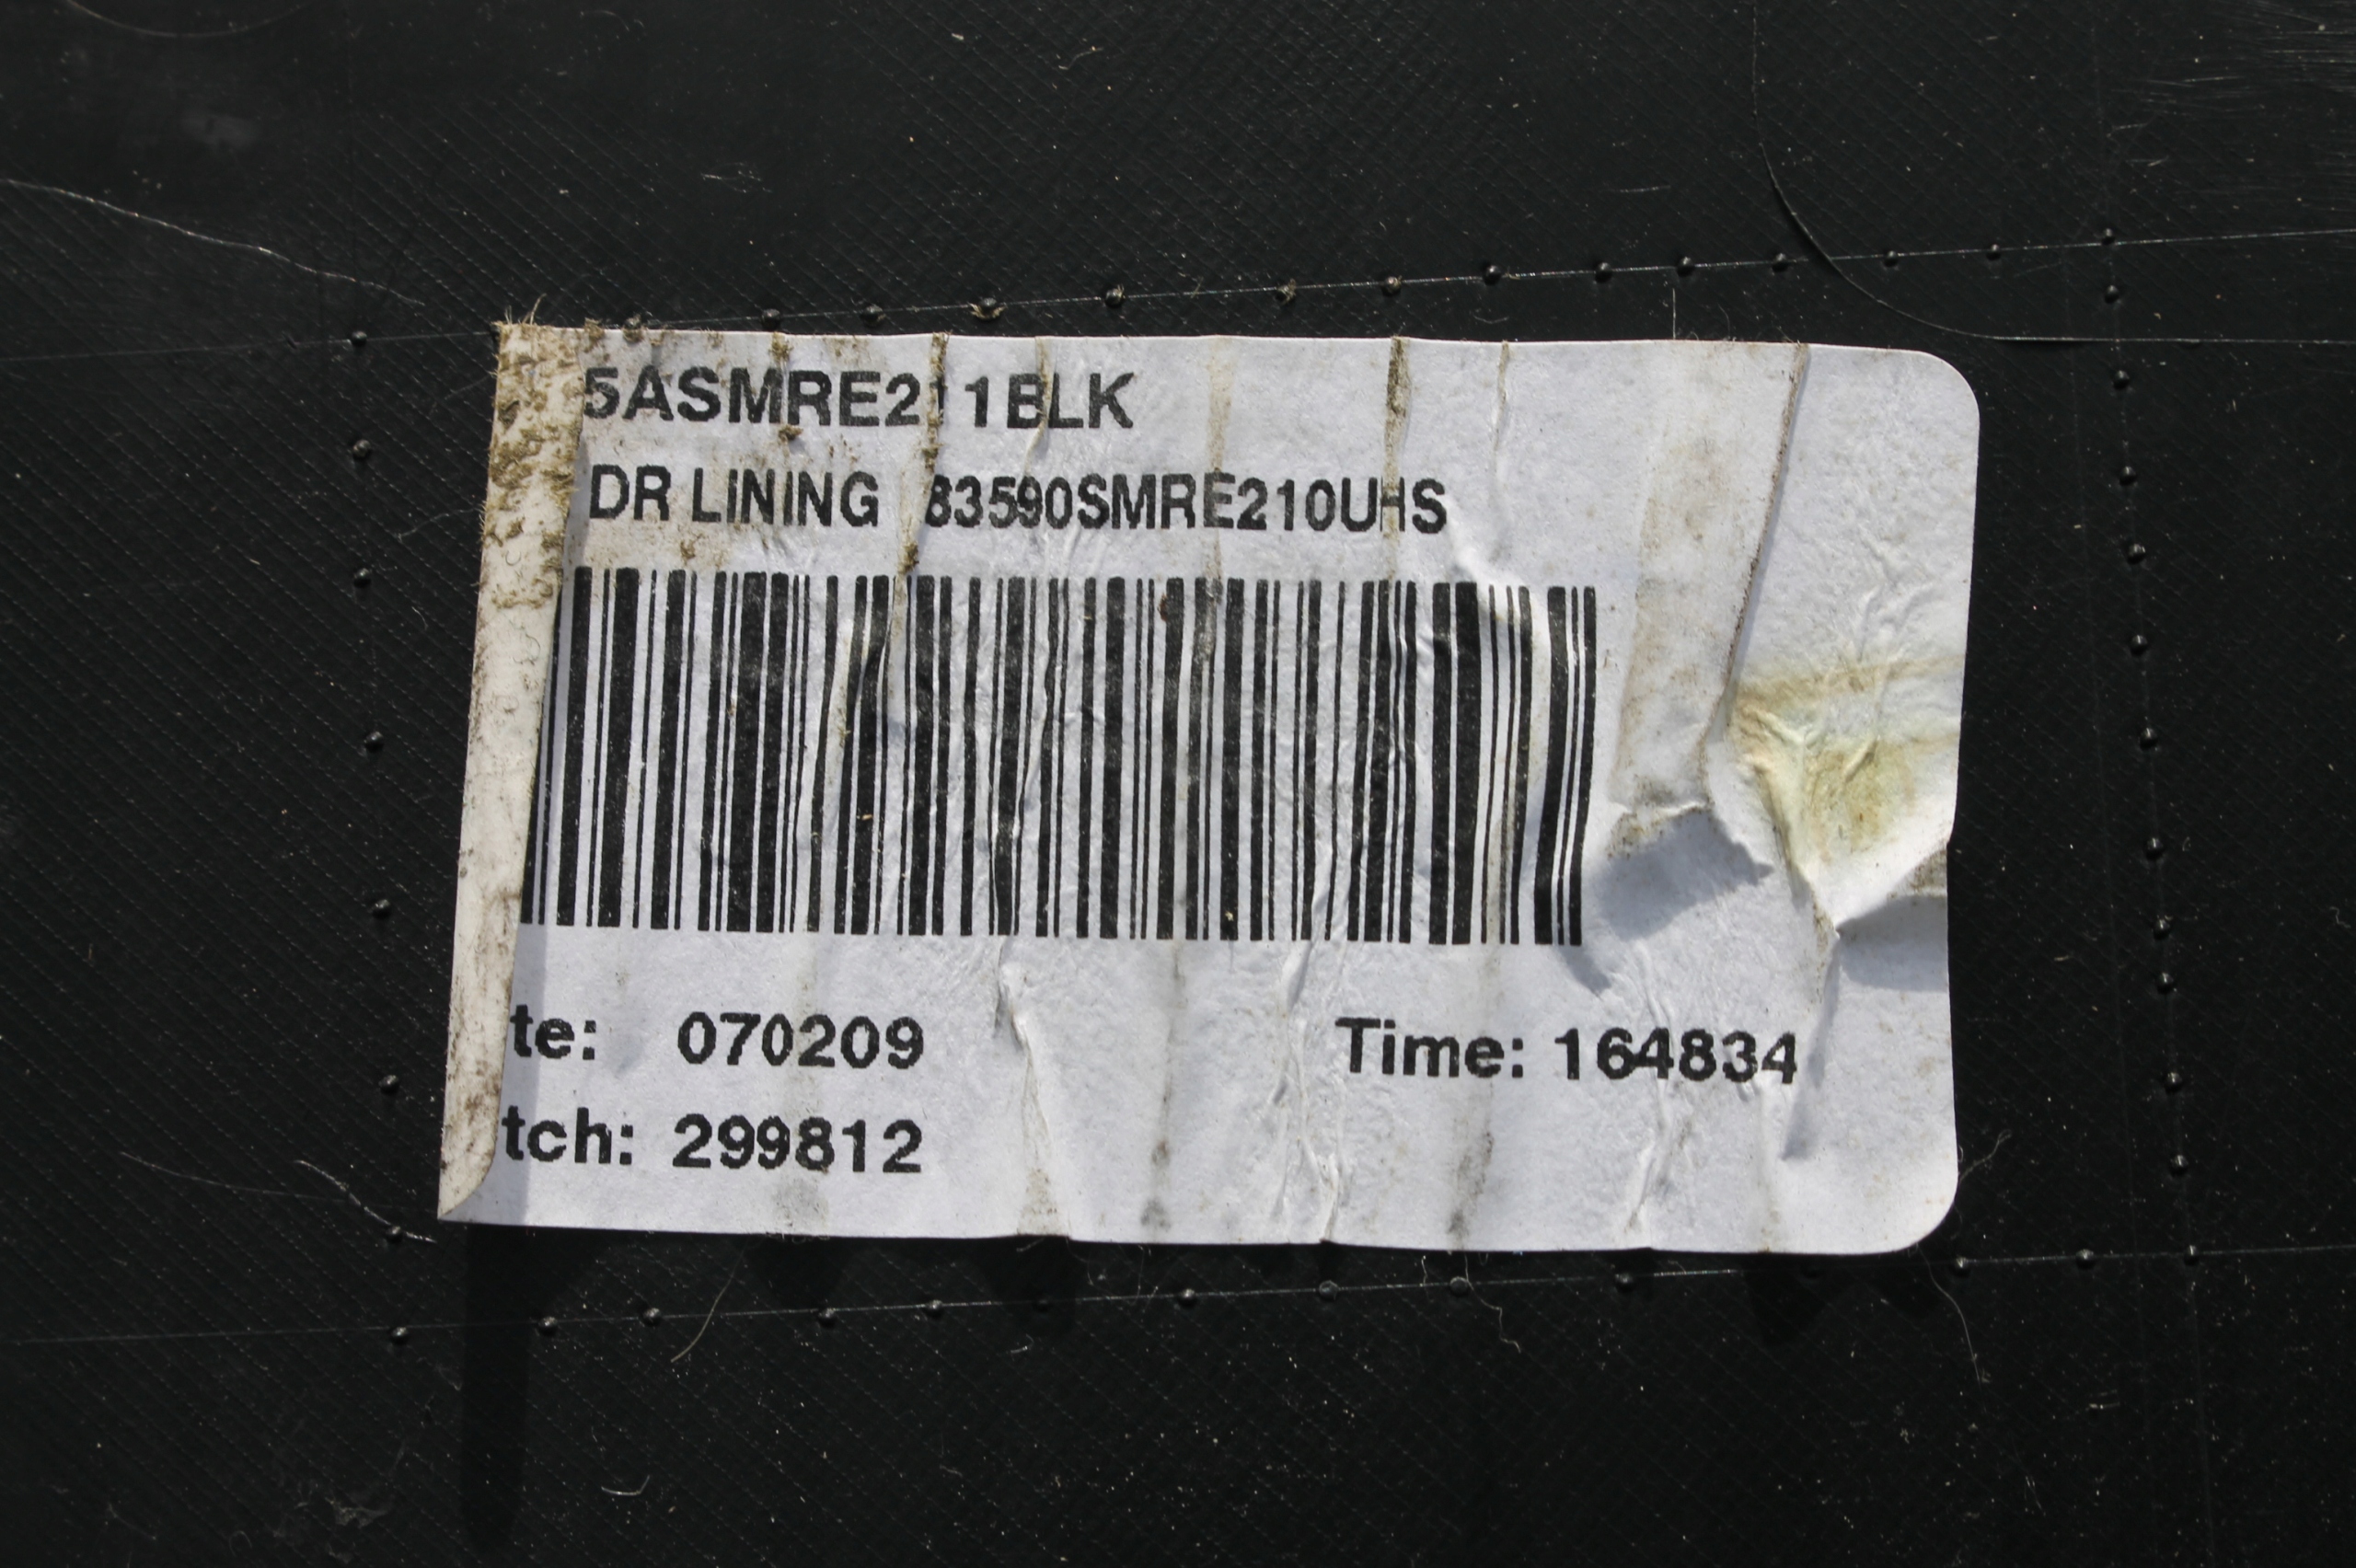 5ASMRE211BLK
DR LINING 83590SMRE210UHS
te: 070209 Time: 164834
tch: 299812